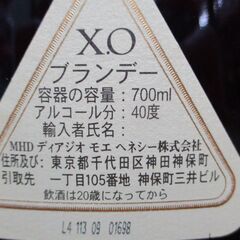 X.O
ブランデー
容器の容量：700ml
アルコール分：40度
輸入者氏名：
MHD ディアジオ モエ ヘネシー株式会社
住所及び：東京都千代田区神田神保町
引取先 一丁目105番地 神保町三井ビル
飲酒は20歳になってから
L4 113 09 01698